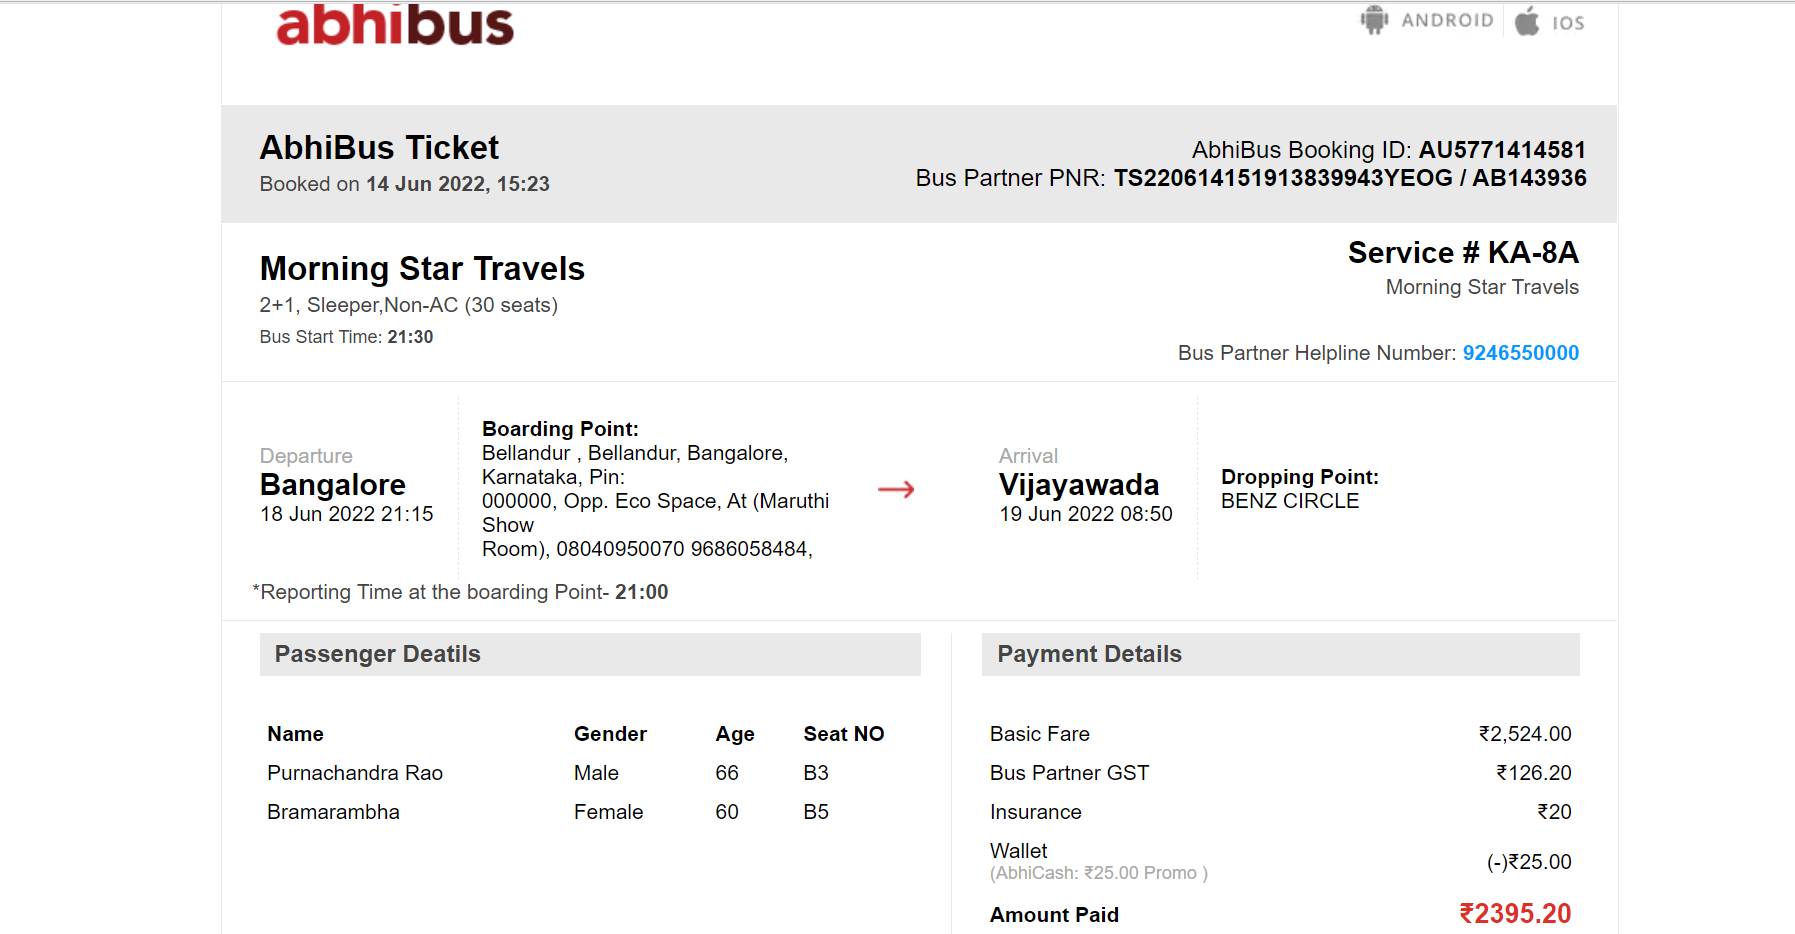 abhibus
ANDROID
IOS
AbhiBus Ticket
Booked on 14 Jun 2022, 15:23
AbhiBus Booking ID: AU5771414581
Bus Partner PNR: TS220614151913839943YEOG / AB143936
Morning Star Travels
2+1, Sleeper,Non-AC (30 seats)
Bus Start Time: 21:30
Service # KA-8A
Morning Star Travels
Bus Partner Helpline Number: 9246550000
Departure
Bangalore
18 Jun 2022 21:15
Boarding Point:
Bellandur , Bellandur, Bangalore,
Karnataka, Pin:
000000, Opp. Eco Space, At (Maruthi
Show
Room), 08040950070 9686058484,
Arrival
Vijayawada
19 Jun 2022 08:50
Dropping Point:
BENZ CIRCLE
*Reporting Time at the boarding Point- 21:00
Passenger Deatils
Name Gender Age Seat NO
Purnachandra Rao Male 66 B3
Bramarambha Female 60 B5
Payment Details
Basic Fare ₹2,524.00
Bus Partner GST ₹126.20
Insurance ₹20
Wallet
(AbhiCash: ₹25.00 Promo ) (-)₹25.00
Amount Paid ₹2395.20